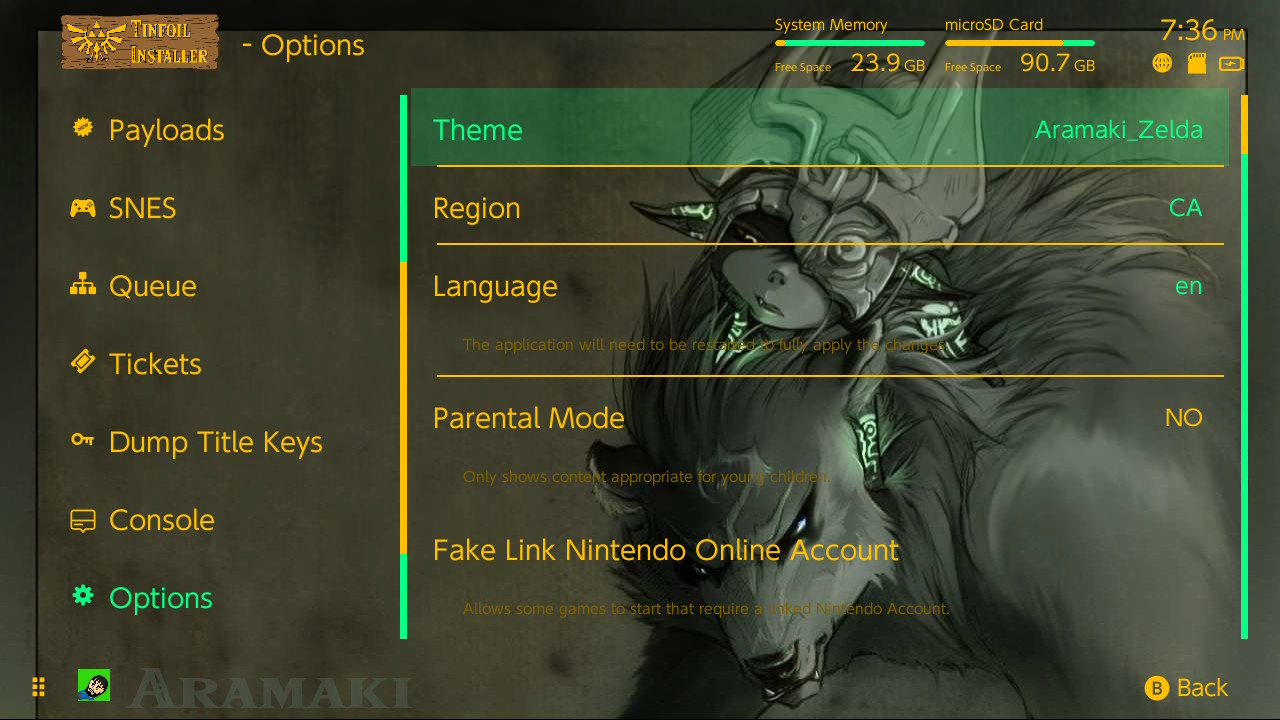 Tinfoil
Installer
- Options
System Memory
Free Space 23.9 GB
microSD Card
Free Space 90.7 GB
7:36 PM
Payloads
SNES
Queue
Tickets
Dump Title Keys
Console
Options
Theme Aramaki_Zelda
Region CA
Language en
The application will need to be restarted to fully apply the changes.
Parental Mode NO
Only shows content appropriate for young children.
Fake Link Nintendo Online Account
Allows some games to start that require a linked Nintendo Account.
Aramaki
B Back